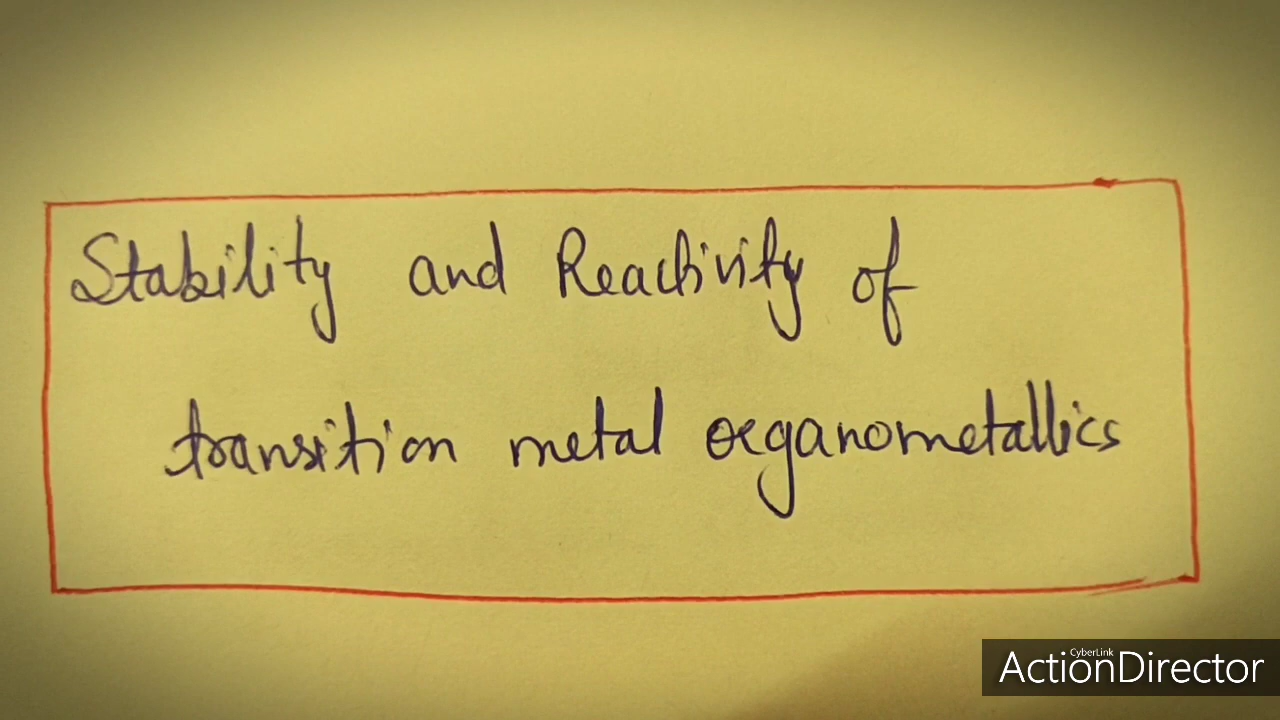 Stability and Reactivity of
transition metal organometallics
CyberLink
ActionDirector